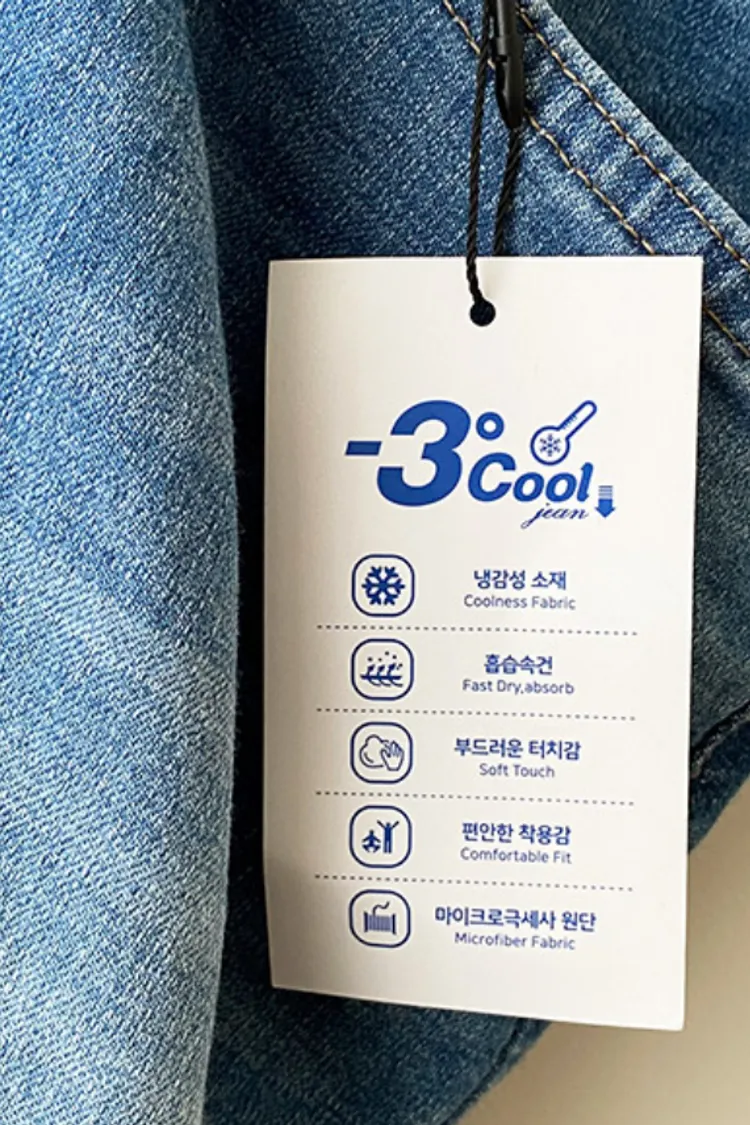 -3° Cool
jean
냉감성 소재
Coolness Fabric
흡습속건
Fast Dry,absorb
부드러운 터치감
Soft Touch
편안한 착용감
Comfortable Fit
마이크로극세사 원단
Microfiber Fabric